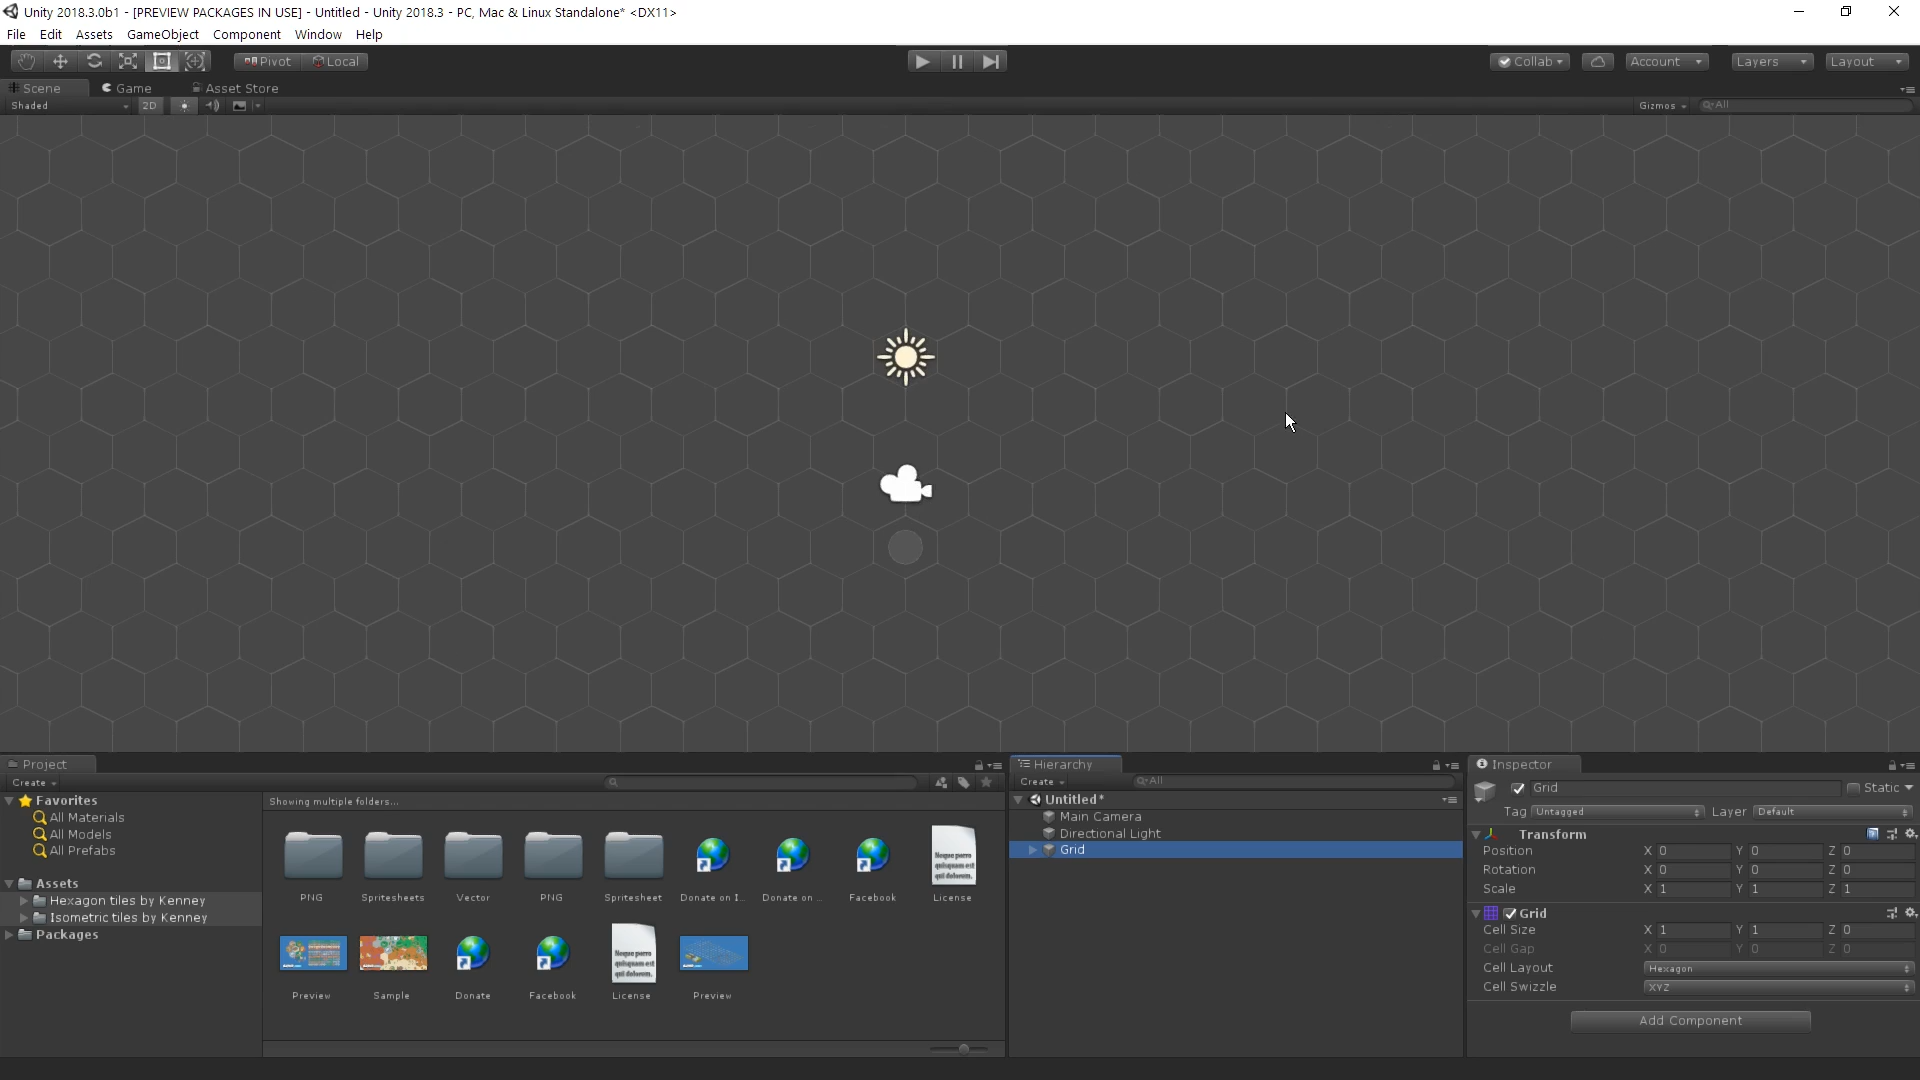 Unity 2018.3.0b1 - [PREVIEW PACKAGES IN USE] - Untitled - Unity 2018.3 - PC, Mac & Linux Standalone* <DX11>
File Edit Assets GameObject Component Window Help
Pivot Local Collab Account Layers Layout
Scene Game Asset Store
Shaded 2D Gizmos All
Project
Create
Favorites
All Materials
All Models
All Prefabs
Assets
Hexagon tiles by Kenney
Isometric tiles by Kenney
Packages
Showing multiple folders...
PNG Spritesheets Vector PNG Spritesheet Donate on I... Donate on ... Facebook License
Preview Sample Donate Facebook License Preview
Hierarchy
Create All
Untitled*
Main Camera
Directional Light
Grid
Inspector
Grid Static
Tag Untagged Layer Default
Transform
Position X 0 Y 0 Z 0
Rotation X 0 Y 0 Z 0
Scale X 1 Y 1 Z 1
Grid
Cell Size X 1 Y 1 Z 0
Cell Gap X 0 Y 0 Z 0
Cell Layout Hexagon
Cell Swizzle XYZ
Add Component